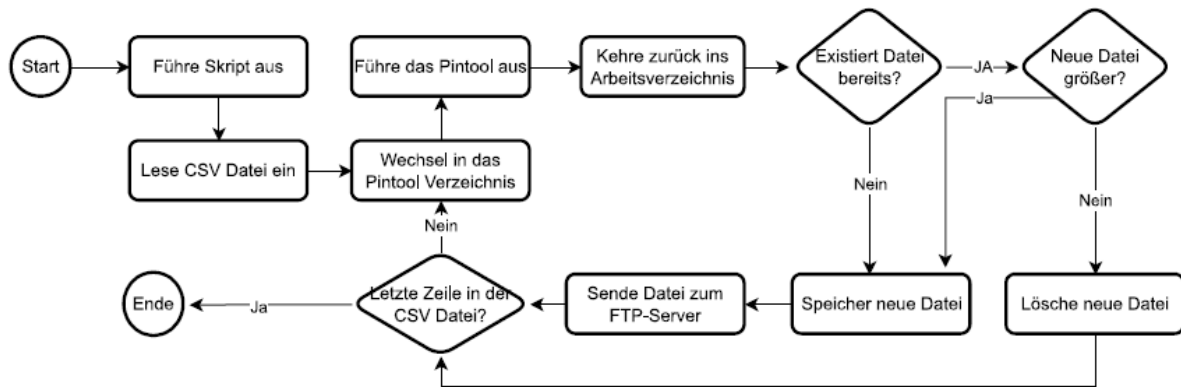 Start
Führe Skript aus
Führe das Pintool aus
Kehre zurück ins
Arbeitsverzeichnis
Existiert Datei
bereits?
JA
Neue Datei
größer?
Ja
Lese CSV Datei ein
Wechsel in das
Pintool Verzeichnis
Nein
Nein
Nein
Ende
Ja
Letzte Zeile in der
CSV Datei?
Sende Datei zum
FTP-Server
Speicher neue Datei
Lösche neue Datei